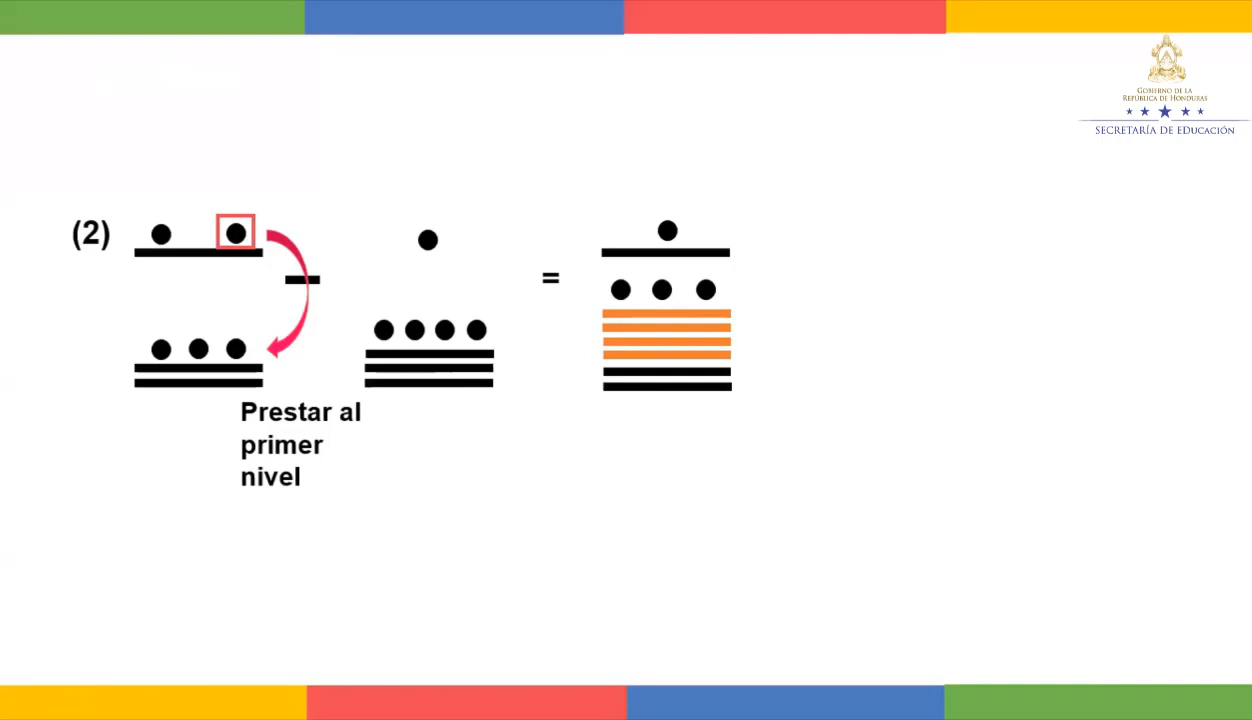 GOBIERNO DE LA
REPÚBLICA DE HONDURAS
SECRETARÍA DE EDUCACIÓN
(2)
=
Prestar al
primer
nivel